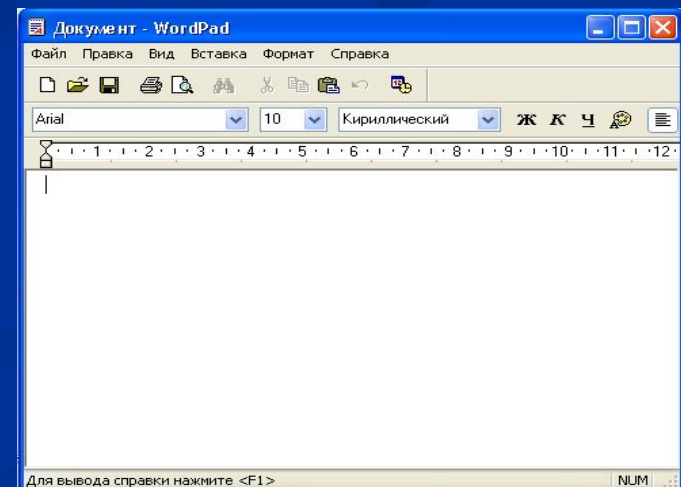 Документ - WordPad
Файл Правка Вид Вставка Формат Справка
Arial 10 Кириллический Ж К Ч
1 2 3 4 5 6 7 8 9 10 11 12
Для вывода справки нажмите <F1> NUM